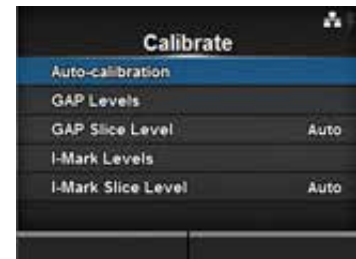 Calibrate
Auto-calibration
GAP Levels
GAP Slice Level Auto
I-Mark Levels
I-Mark Slice Level Auto